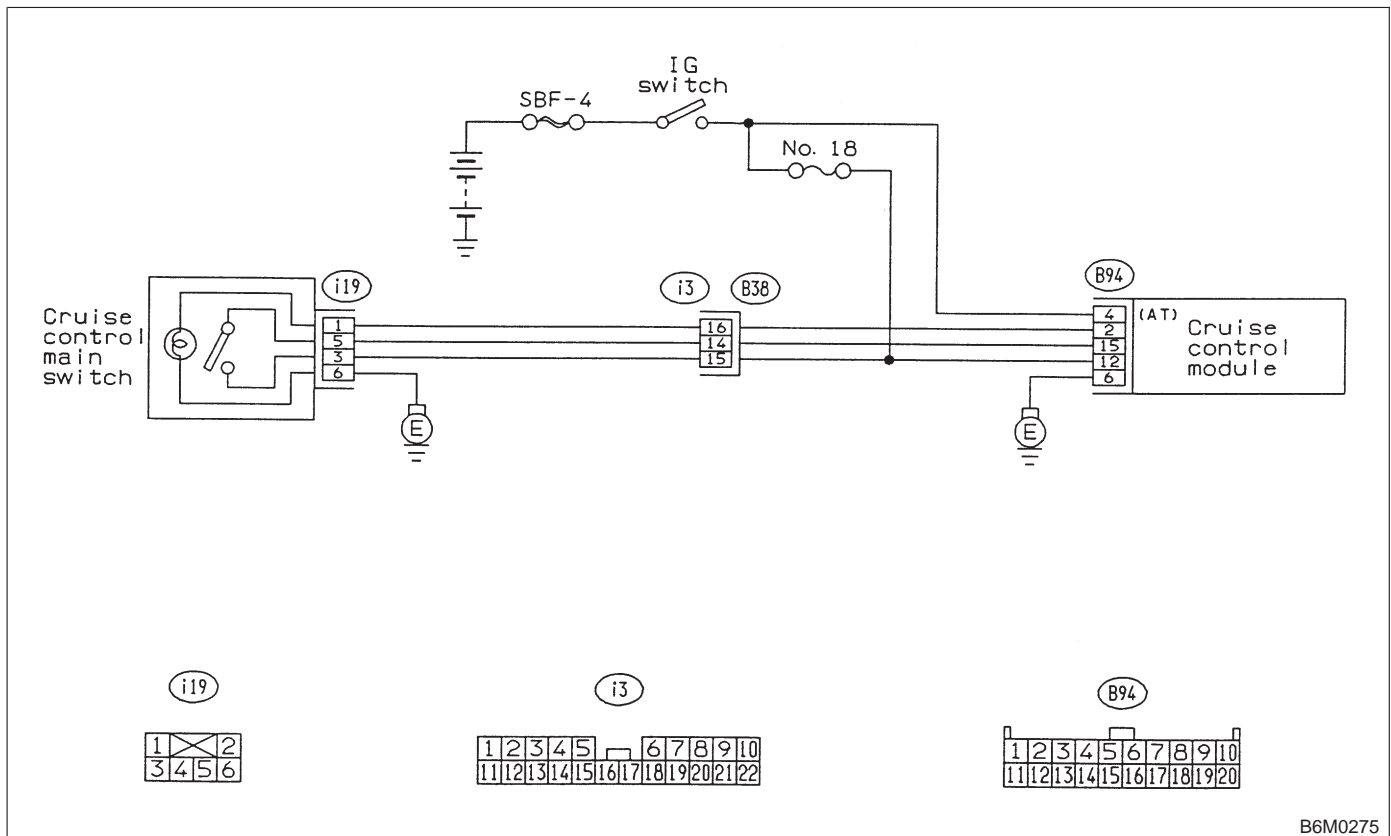 IG
switch
SBF-4
No. 18
i19
i3
B38
B94
Cruise
control
main
switch
1
5
3
6
16
14
15
4
2
15
12
6
(AT)
Cruise
control
module
E
E
i19
i3
B94
1 2
3 4 5 6
1 2 3 4 5 6 7 8 9 10
11 12 13 14 15 16 17 18 19 20 21 22
1 2 3 4 5 6 7 8 9 10
11 12 13 14 15 16 17 18 19 20
B6M0275